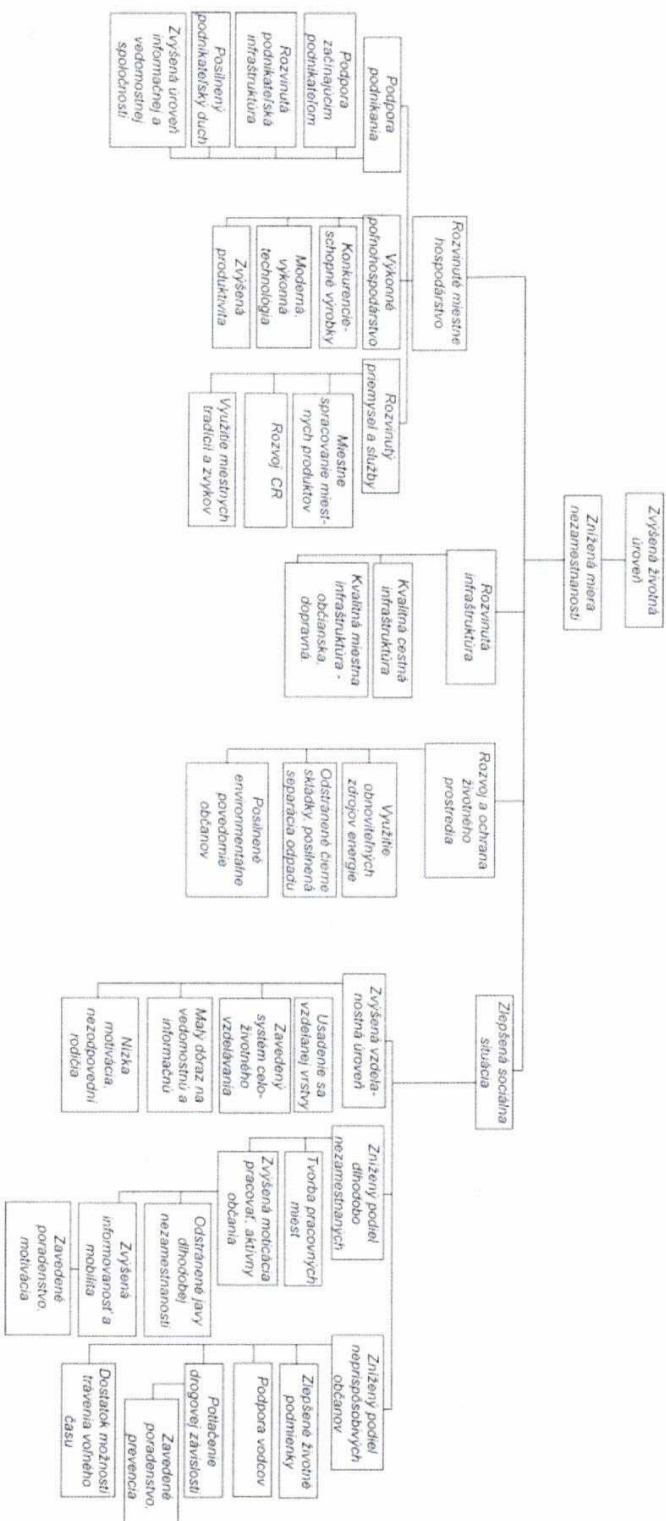 Zvýšená životná
úroveň
Znížená miera
nezamestnanosti
Rozvinuté miestne
hospodárstvo
Podpora
podnikania
Podpora
začínajúcim
podnikateľom
Rozvinutá
podnikateľská
infraštruktúra
Posilnený
podnikateľský duch
Zvýšená úroveň
informačnej a
vedomostnej
spoločnosti
Výkonné
poľnohospodárstvo
Konkurencie-
schopné výrobky
Moderná,
výkonná
technologia
Zvýšená
produktivita
Rozvinutý
priemysel a služby
Miestne
spracovanie miest-
nych produktov
Rozvoj CR
Využitie miestnych
tradícií a zvykov
Rozvinutá
infraštruktúra
Kvalitná cestná
infraštruktúra
Kvalitná miestna
infraštruktúra -
občianska,
dopravná
Rozvoj a ochrana
životného
prostredia
Využitie
obnoviteľných
zdrojov energie
Odstránené čierne
skládky, posilnená
separácia odpadu
Posilnené
environmentálne
povedomie
občanov
Zlepšená sociálna
situácia
Zvýšená vzdela-
nostná úroveň
Usadenie sa
vzdelanej vrstvy
Zavedený
systém celo-
životného
vzdelávania
Malý dôraz na
vedomostnú a
informačnú
Nízka
motivácia,
nezodpovední
rodičia
Znížený podiel
dlhodobo
nezamestnaných
Tvorba pracovných
miest
Zvýšená moticácia
pracovať, aktívny
občania
Odstránené javy
dlhodobej
nezamestnanosti
Zvýšená
informovanosť a
mobilita
Zavedené
poradenstvo,
motivácia
Znížený podiel
neprispôsobivých
občanov
Zlepšené životné
podmienky
Podpora vodcov
Potlačenie
drogovej závislosti
Zavedené
poradenstvo,
prevencia
Dostatok možností
trávenia voľného
času